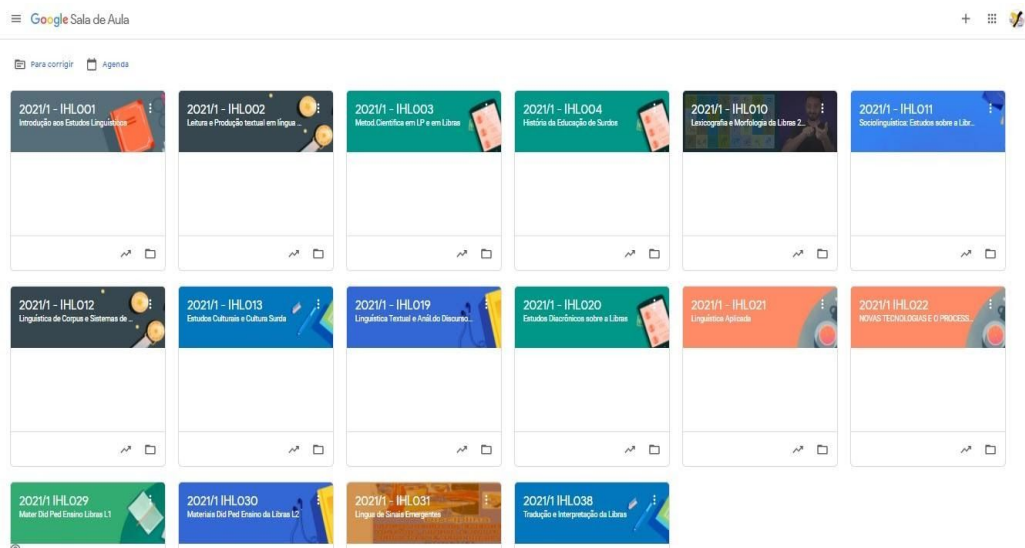 Google Sala de Aula
Para corrigir Agenda
2021/1 - IHL001
Introdução aos Estudos Linguísticos
2021/1 - IHL002
Leitura e Produção textual em língua ...
2021/1 - IHL003
Metod.Científica em LP e em Libras
2021/1 - IHL004
História da Educação de Surdos
2021/1 - IHL010
Lexicografia e Morfologia da Libras 2...
2021/1 - IHL011
Sociolinguística: Estudos sobre a Libr...
2021/1 - IHL012
Linguística de Corpus e Sistemas de ...
2021/1 - IHL013
Estudos Culturais e Cultura Surda
2021/1 - IHL019
Linguística Textual e Anál.do Discurso...
2021/1 - IHL020
Estudos Diacrônicos sobre a Libras
2021/1 - IHL021
Linguística Aplicada
2021/1 IHL022
NOVAS TECNOLOGIAS E O PROCESS...
2021/1 IHL029
Mater Did Ped Ensino Libras L1
2021/1 IHL030
Materiais Did Ped Ensino da Libras L2
2021/1 - IHL031
Língua de Sinais Emergentes
2021/1 IHL038
Tradução e Interpretação da Libras